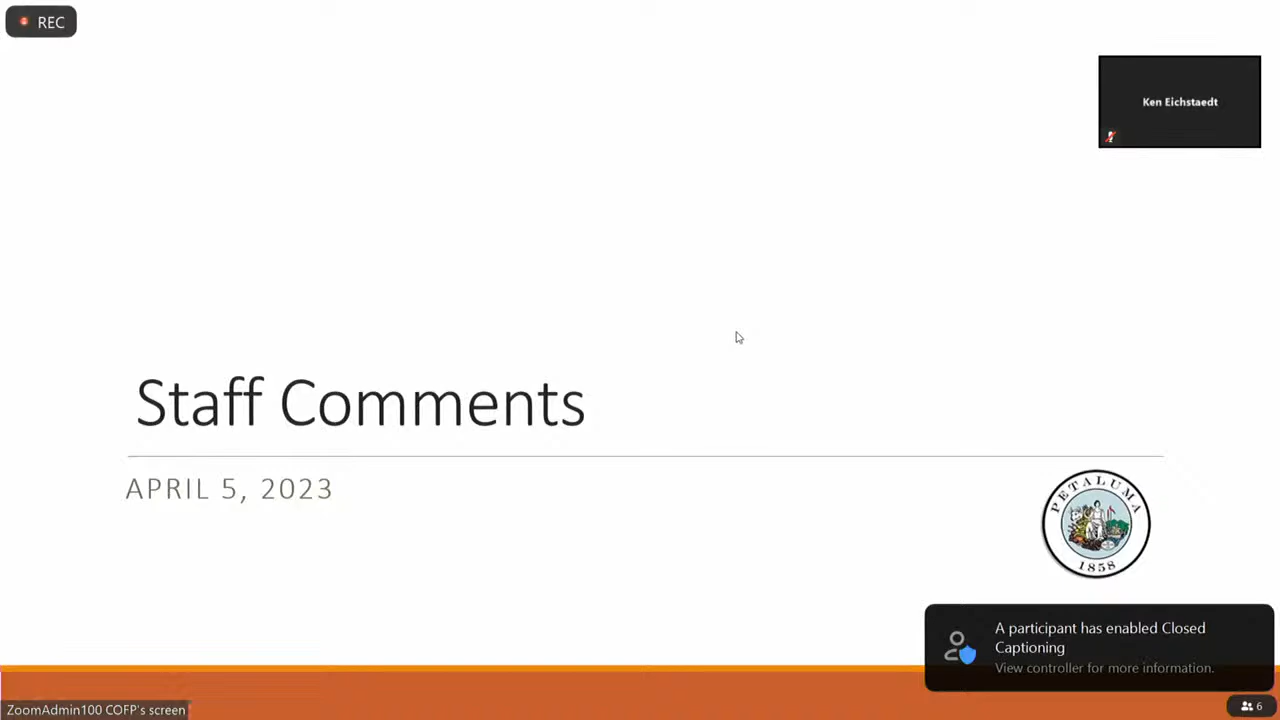 REC
Ken Eichstaedt
Staff Comments
APRIL 5, 2023
PETALUMA
1858
A participant has enabled Closed
Captioning
View controller for more information.
ZoomAdmin100 COFP's screen
6